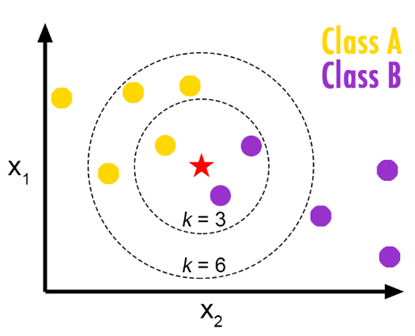 Class A
Class B
x1
k = 3
k = 6
x2